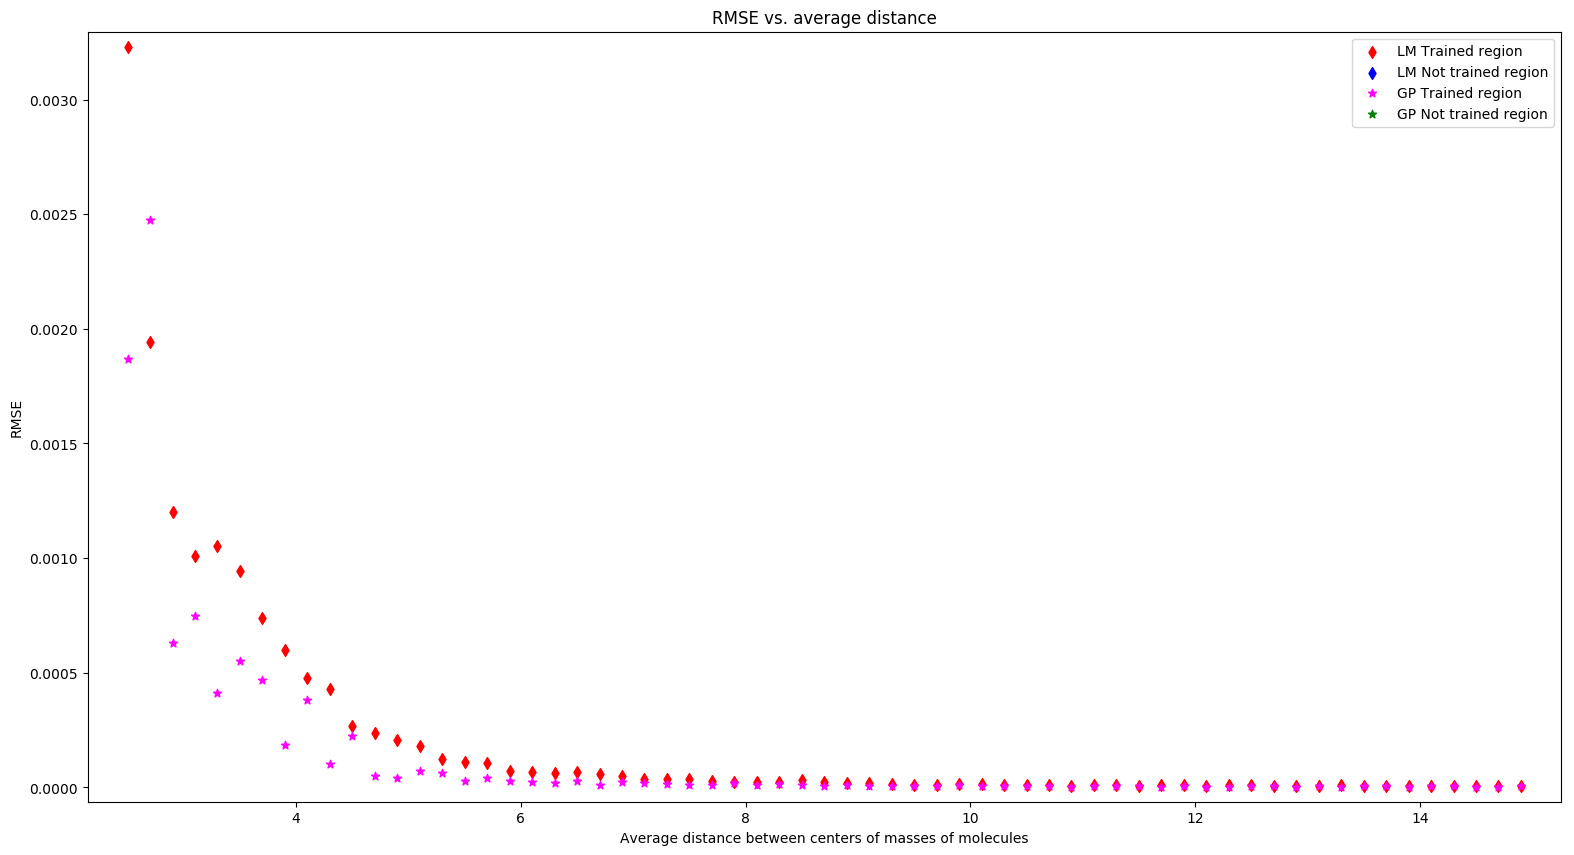 RMSE vs. average distance
LM Trained region
LM Not trained region
GP Trained region
GP Not trained region
RMSE
0.0030
0.0025
0.0020
0.0015
0.0010
0.0005
0.0000
4
6
8
10
12
14
Average distance between centers of masses of molecules